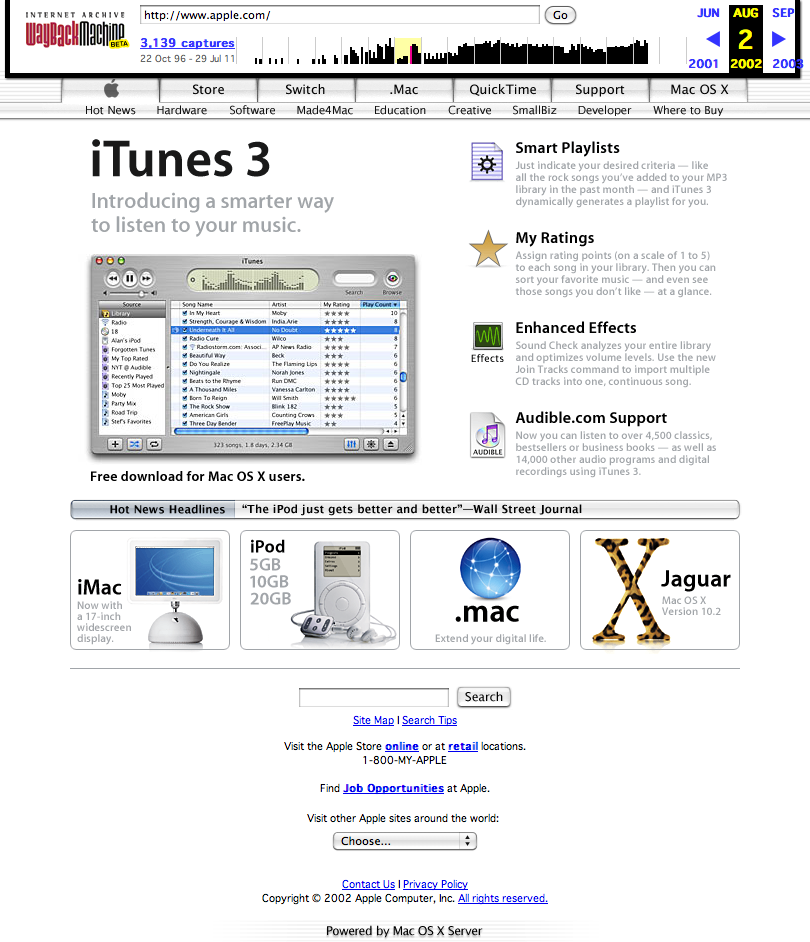 INTERNET ARCHIVE
WayBackMachine
BETA
http://www.apple.com/
Go
3,139 captures
22 Oct 96 - 29 Jul 11
JUN AUG SEP
2
2001 2002 2003
Store Switch .Mac QuickTime Support Mac OS X
Hot News Hardware Software Made4Mac Education Creative SmallBiz Developer Where to Buy
iTunes 3
Introducing a smarter way
to listen to your music.
iTunes
Search Browse
Source Song Name Artist My Rating Play Count
Library In My Heart Moby 10
Radio Strength, Courage & Wisdom India.Arie 8
18 Underneath It All No Doubt 8
Alan's iPod Radio Cure Wilco 8
Forgotten Tunes Radiostorm.com: Associ... AP News Radio 7
My Top Rated Beautiful Way Beck 6
NYT @ Audible Do You Realize The Flaming Lips 6
Recently Played Nightingale Norah Jones 6
Top 25 Most Played Beats to the Rhyme Run DMC 6
Moby A Thousand Miles Vanessa Carlton 6
Party Mix Born To Reign Will Smith 6
Road Trip The Rock Show Blink 182 4
Stef's Favorites American Girls Counting Crows 4
Three Day Bender FreePlay Music 4
323 songs, 1.8 days, 2.34 GB
Free download for Mac OS X users.
Smart Playlists
Just indicate your desired criteria — like
all the rock songs you've added to your MP3
library in the past month — and iTunes 3
dynamically generates a playlist for you.
My Ratings
Assign rating points (on a scale of 1 to 5)
to each song in your library. Then you can
sort your favorite music — and even see
those songs you don't like — at a glance.
Effects
Enhanced Effects
Sound Check analyzes your entire library
and optimizes volume levels. Use the new
Join Tracks command to import multiple
CD tracks into one, continuous song.
AUDIBLE
Audible.com Support
Now you can listen to over 4,500 classics,
bestsellers or business books — as well as
14,000 other audio programs and digital
recordings using iTunes 3.
Hot News Headlines “The iPod just gets better and better”—Wall Street Journal
iMac
Now with
a 17-inch
widescreen
display.
iPod
5GB
10GB
20GB
.mac
Extend your digital life.
X
Jaguar
Mac OS X
Version 10.2
Search
Site Map | Search Tips
Visit the Apple Store online or at retail locations.
1-800-MY-APPLE
Find Job Opportunities at Apple.
Visit other Apple sites around the world:
Choose...
Contact Us | Privacy Policy
Copyright © 2002 Apple Computer, Inc. All rights reserved.
Powered by Mac OS X Server